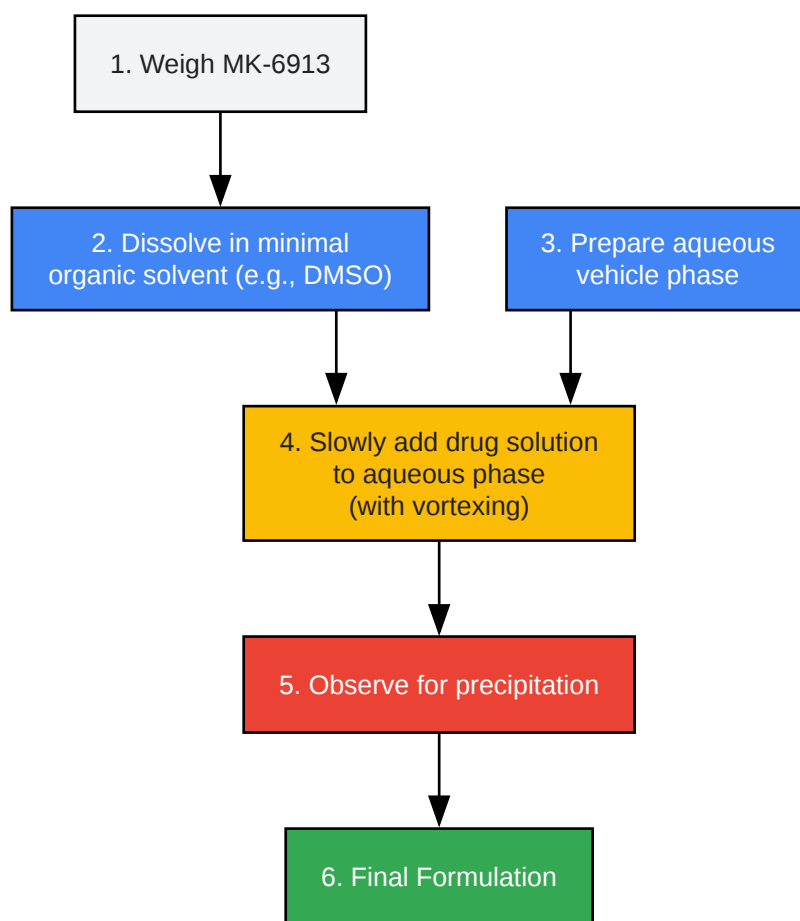 1. Weigh MK-6913
2. Dissolve in minimal
organic solvent (e.g., DMSO)
3. Prepare aqueous
vehicle phase
4. Slowly add drug solution
to aqueous phase
(with vortexing)
5. Observe for precipitation
6. Final Formulation